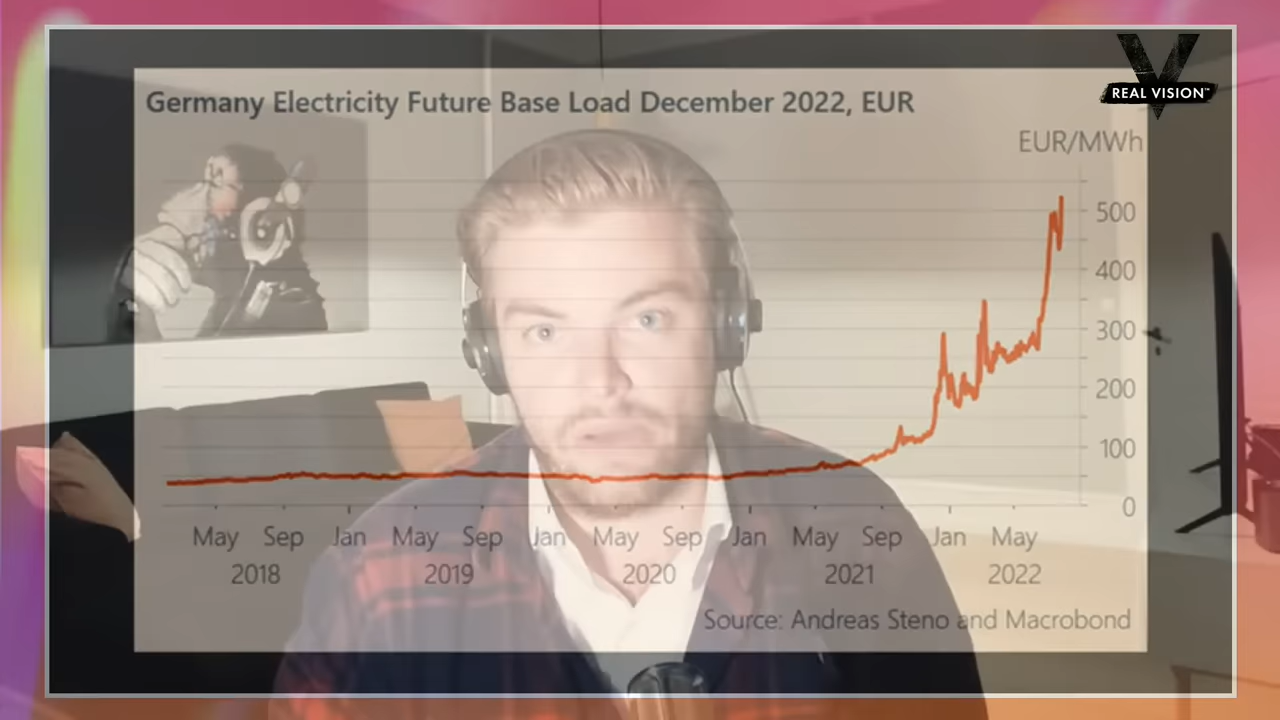 Germany Electricity Future Base Load December 2022, EUR
REAL VISION™
EUR/MWh
500
400
300
200
100
0
May Sep Jan May Sep Jan May Sep Jan May Sep Jan May
2018 2019 2020 2021 2022
Source: Andreas Steno and Macrobond